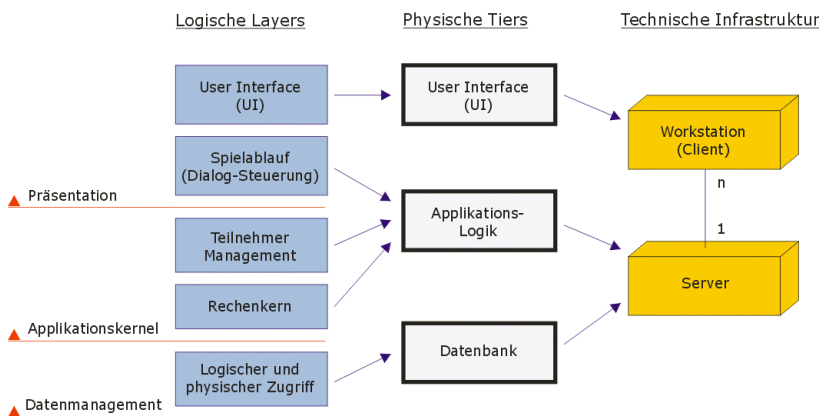 Logische Layers
Physische Tiers
Technische Infrastruktur
User Interface
(UI)
User Interface
(UI)
Workstation
(Client)
Spielablauf
(Dialog-Steuerung)
Präsentation
n
Applikations-
Logik
Teilnehmer
Management
1
Server
Rechenkern
Applikationskernel
Datenbank
Logischer und
physischer Zugriff
Datenmanagement